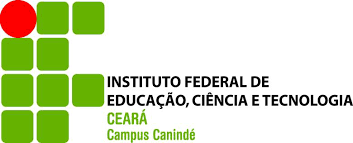 INSTITUTO FEDERAL DE
EDUCAÇÃO, CIÊNCIA E TECNOLOGIA
CEARÁ
Campus Canindé